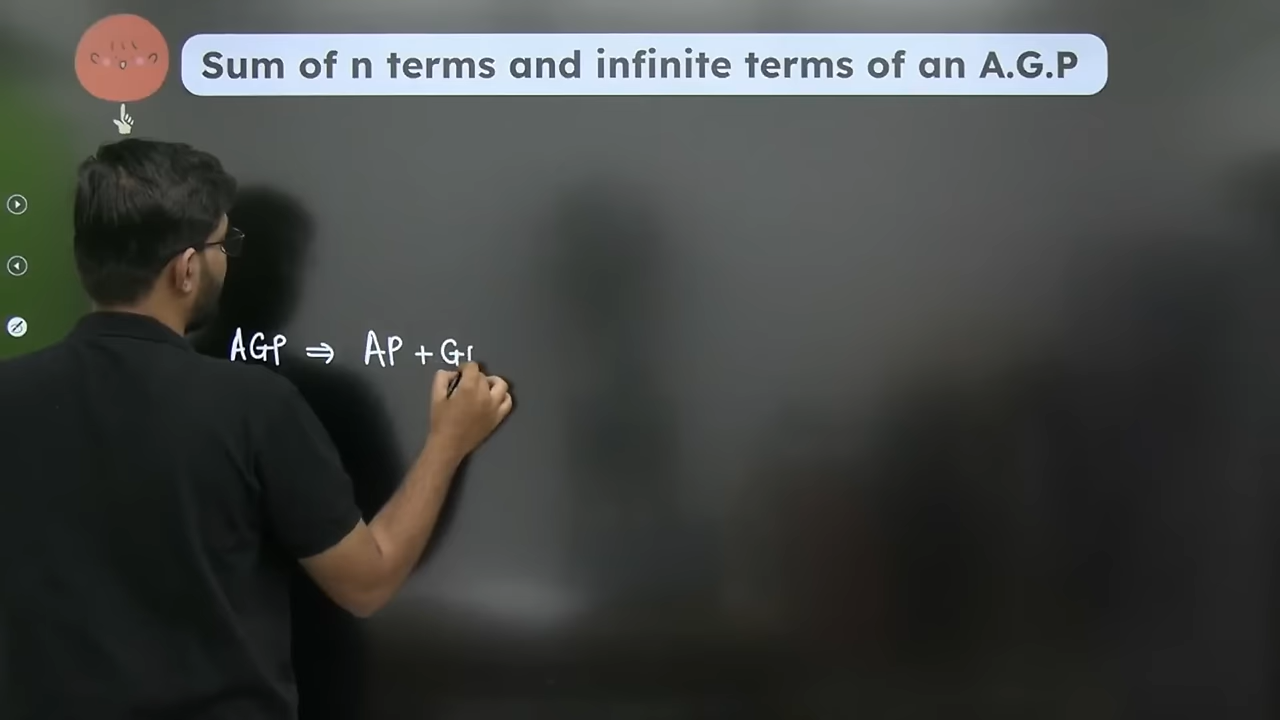 Sum of n terms and infinite terms of an A.G.P
AGP ⇒ AP + G